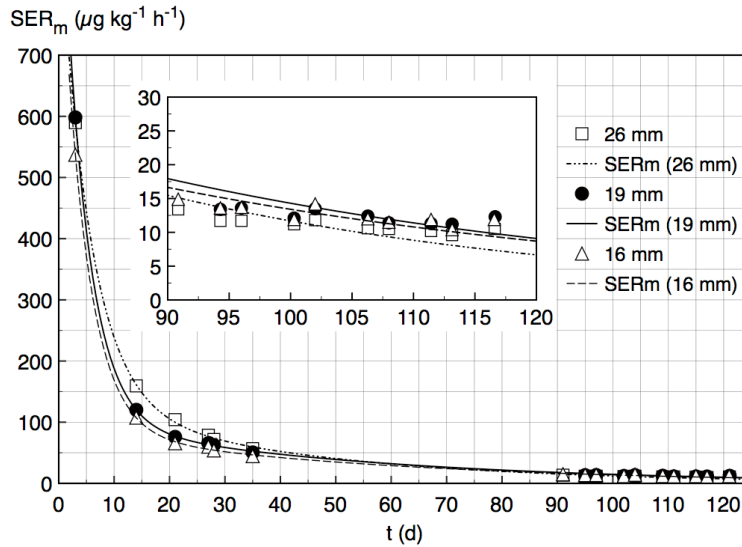 SERm (µg kg-1 h-1)
700
600
500
400
300
200
100
0
0 10 20 30 40 50 60 70 80 90 100 110 120
t (d)
30
25
20
15
10
5
0
90 95 100 105 110 115 120
26 mm
SERm (26 mm)
19 mm
SERm (19 mm)
16 mm
SERm (16 mm)